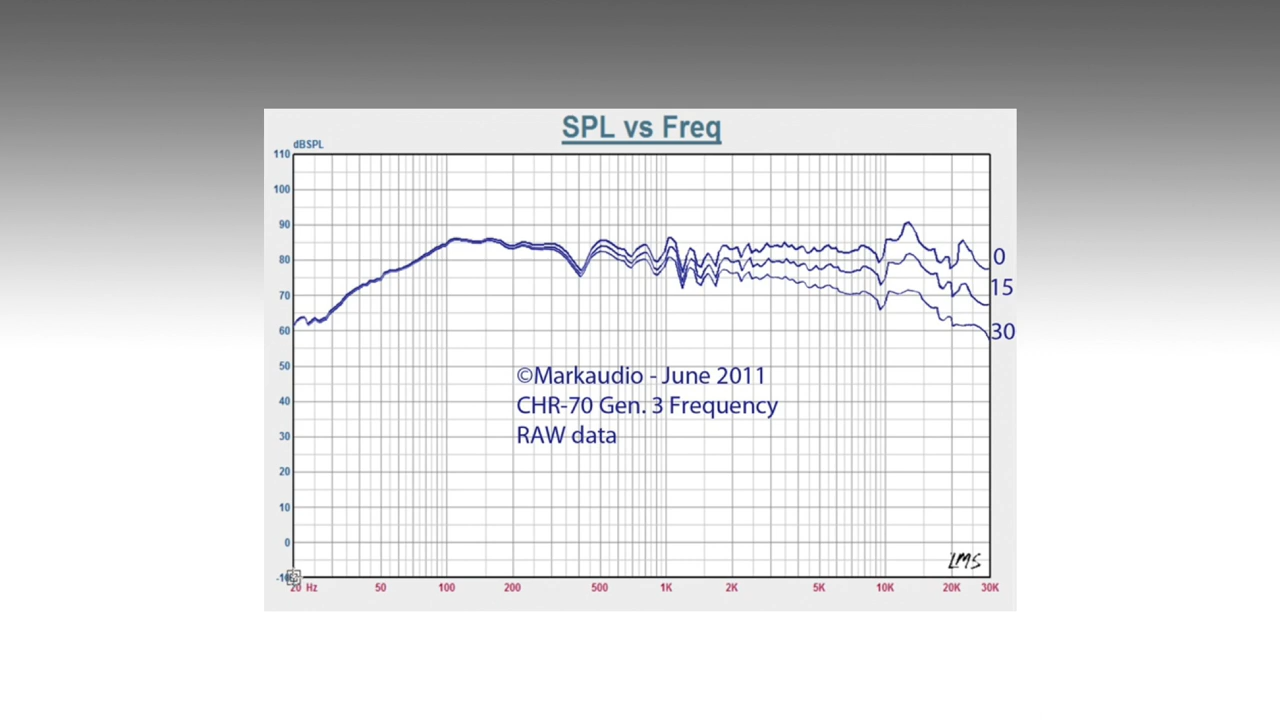 SPL vs Freq
dBSPL
110
100
90
80
70
60
50
40
30
20
10
0
0
15
30
©Markaudio - June 2011
CHR-70 Gen. 3 Frequency
RAW data
LMS
20 Hz 50 100 200 500 1K 2K 5K 10K 20K 30K